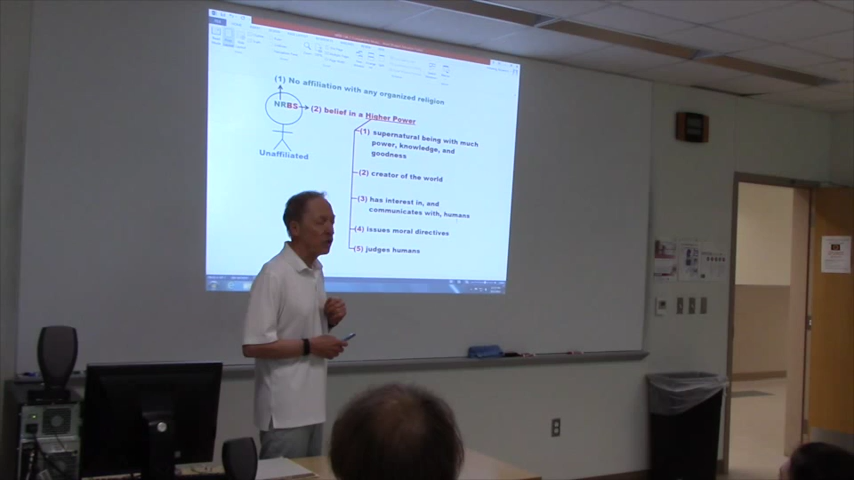 (1) No affiliation with any organized religion
NRBS
(2) belief in a Higher Power
(1) supernatural being with much
power, knowledge, and
goodness
Unaffiliated
(2) creator of the world
(3) has interest in, and
communicates with, humans
(4) issues moral directives
(5) judges humans